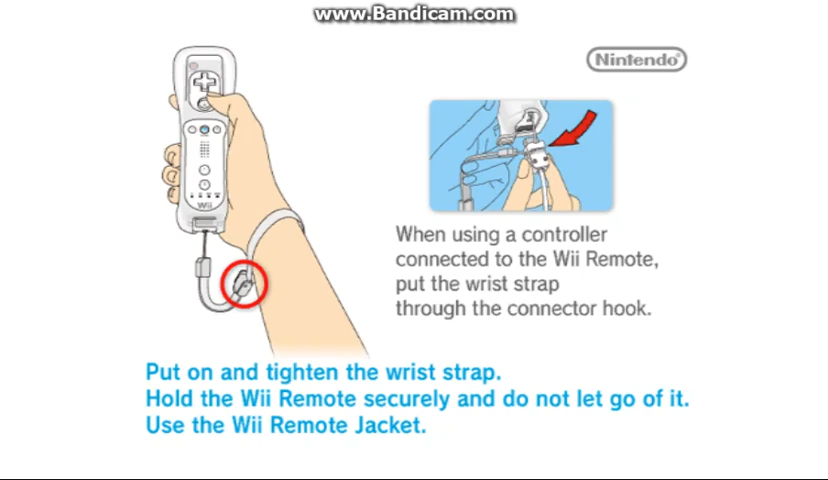 www.Bandicam.com
Nintendo®
Wii
When using a controller
connected to the Wii Remote,
put the wrist strap
through the connector hook.
Put on and tighten the wrist strap.
Hold the Wii Remote securely and do not let go of it.
Use the Wii Remote Jacket.